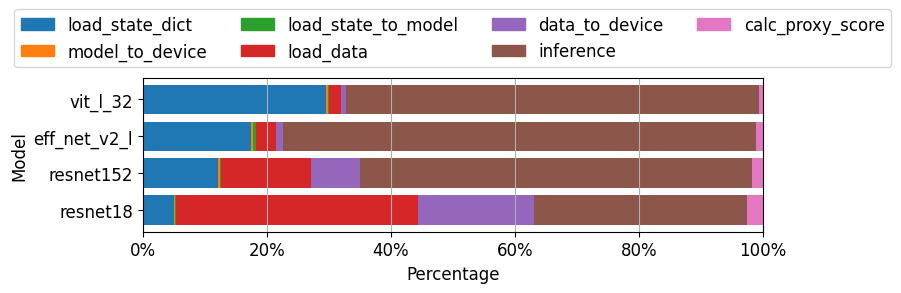 load_state_dict load_state_to_model data_to_device calc_proxy_score
model_to_device load_data inference
Model
vit_l_32
eff_net_v2_l
resnet152
resnet18
0% 20% 40% 60% 80% 100%
Percentage